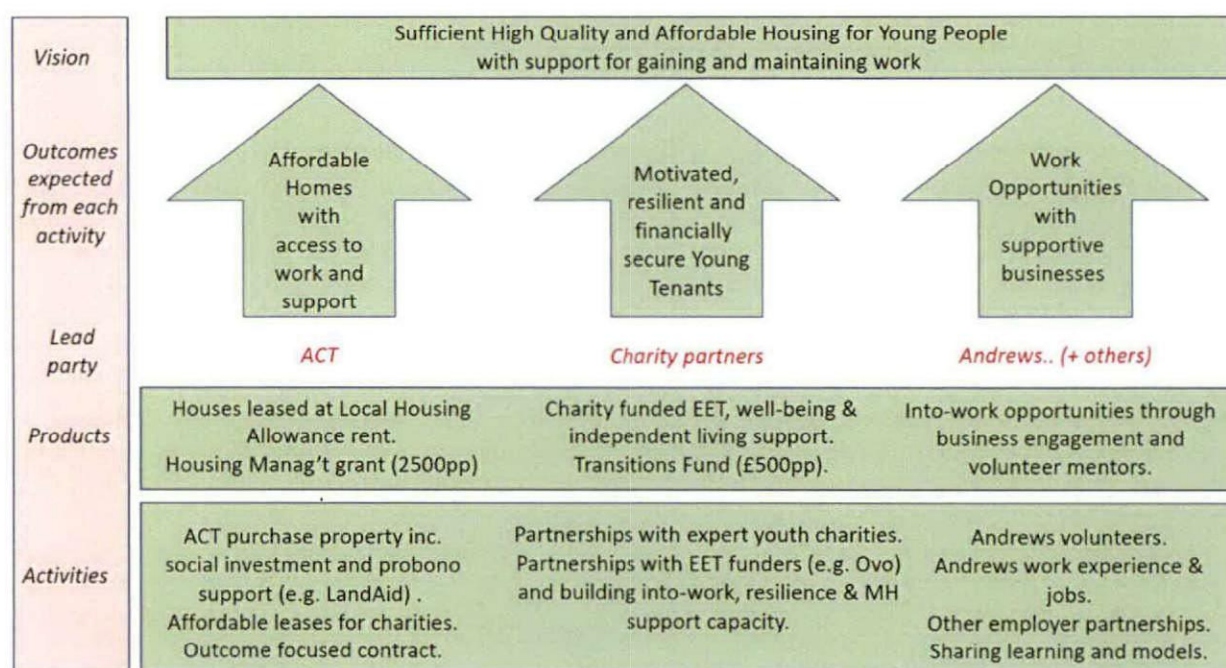 Vision
Sufficient High Quality and Affordable Housing for Young People
with support for gaining and maintaining work
Outcomes
expected
from each
activity
Affordable
Homes
with
access to
work and
support
Motivated,
resilient and
financially
secure Young
Tenants
Work
Opportunities
with
supportive
businesses
Lead
party
ACT
Charity partners
Andrews.. (+ others)
Products
Houses leased at Local Housing
Allowance rent.
Housing Manag't grant (2500pp)
Charity funded EET, well-being &
independent living support.
Transitions Fund (£500pp).
Into-work opportunities through
business engagement and
volunteer mentors.
Activities
ACT purchase property inc.
social investment and probono
support (e.g. LandAid) .
Affordable leases for charities.
Outcome focused contract.
Partnerships with expert youth charities.
Partnerships with EET funders (e.g. Ovo)
and building into-work, resilience & MH
support capacity.
Andrews volunteers.
Andrews work experience &
jobs.
Other employer partnerships.
Sharing learning and models.